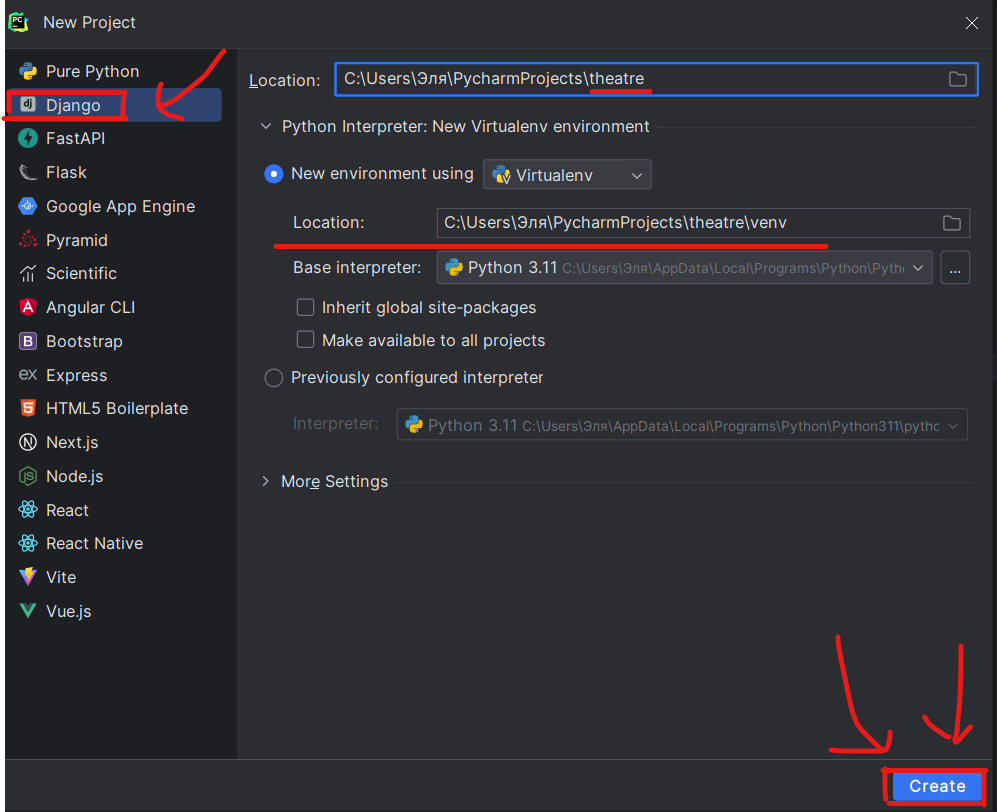 New Project
Pure Python
Django
FastAPI
Flask
Google App Engine
Pyramid
Scientific
Angular CLI
Bootstrap
Express
HTML5 Boilerplate
Next.js
Node.js
React
React Native
Vite
Vue.js
Location: C:\Users\Эля\PycharmProjects\theatre
Python Interpreter: New Virtualenv environment
New environment using Virtualenv
Location: C:\Users\Эля\PycharmProjects\theatre\venv
Base interpreter: Python 3.11 C:\Users\Эля\AppData\Local\Programs\Python\Pytho ...
Inherit global site-packages
Make available to all projects
Previously configured interpreter
Interpreter: Python 3.11 C:\Users\Эля\AppData\Local\Programs\Python\Python311\pytho
More Settings
Create